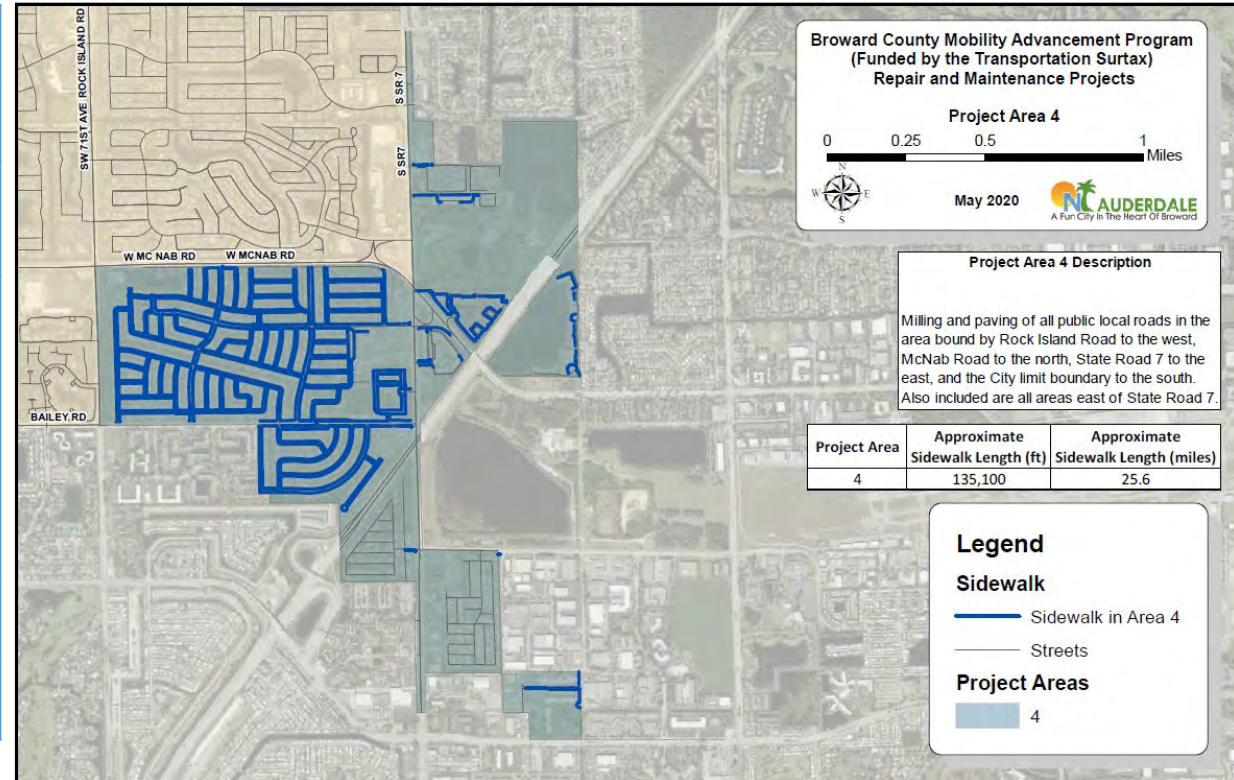 Broward County Mobility Advancement Program
(Funded by the Transportation Surtax)
Repair and Maintenance Projects
Project Area 4
0 0.25 0.5 1
Miles
N
W E
S
May 2020
NLAUDERDALE
A Fun City In The Heart Of Broward
Project Area 4 Description
Milling and paving of all public local roads in the
area bound by Rock Island Road to the west,
McNab Road to the north, State Road 7 to the
east, and the City limit boundary to the south.
Also included are all areas east of State Road 7.
Project Area Approximate Sidewalk Length (ft) Approximate Sidewalk Length (miles)
4 135,100 25.6
Legend
Sidewalk
Sidewalk in Area 4
Streets
Project Areas
4
SW 71ST AVE ROCK ISLAND RD
S SR 7
S SR7
W MC NAB RD W MCNAB RD
BAILEY RD